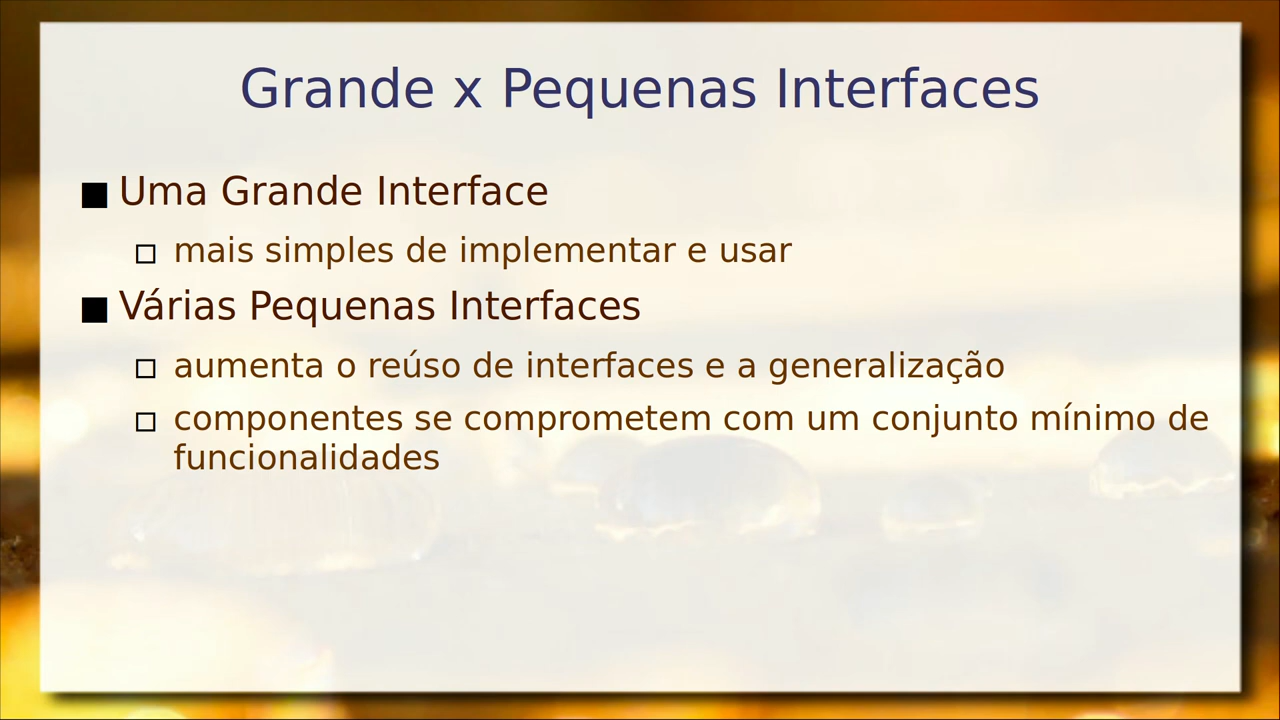 Grande x Pequenas Interfaces
Uma Grande Interface
mais simples de implementar e usar
Várias Pequenas Interfaces
aumenta o reúso de interfaces e a generalização
componentes se comprometem com um conjunto mínimo de
funcionalidades